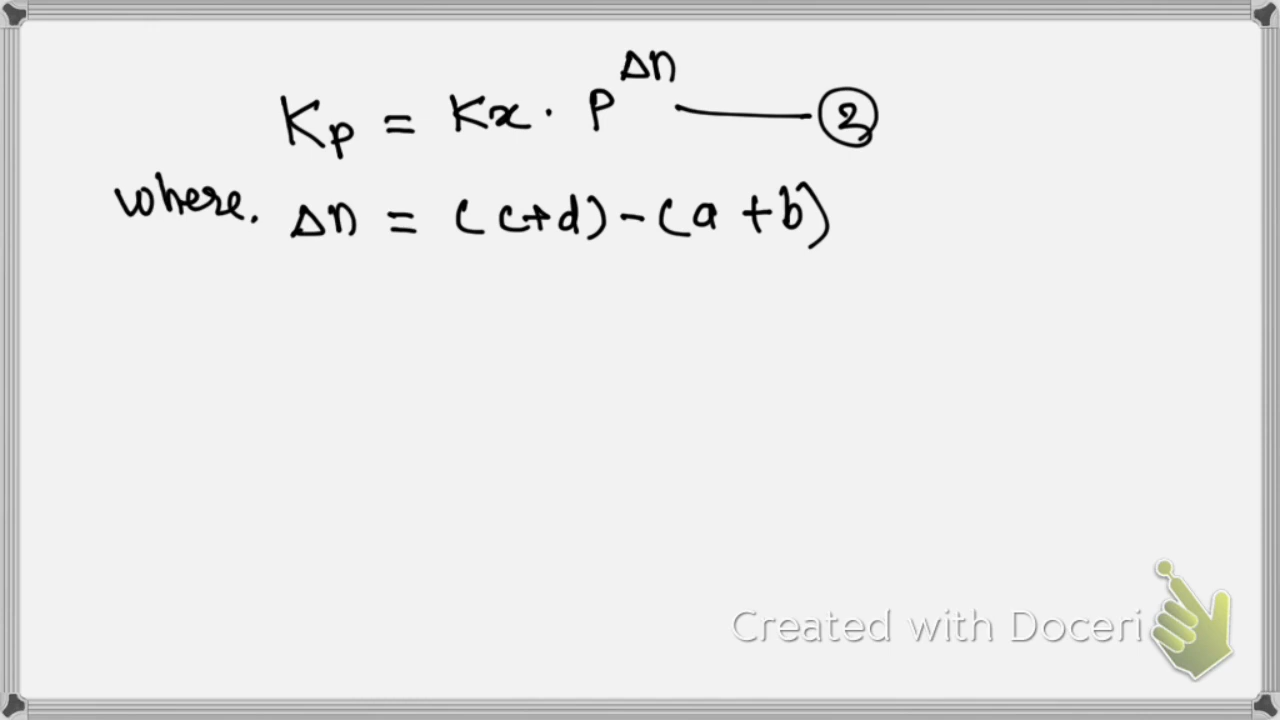 Kp = Kx · P^Δn —— ②
where. Δn = (c+d) - (a+b)
Created with Doceri